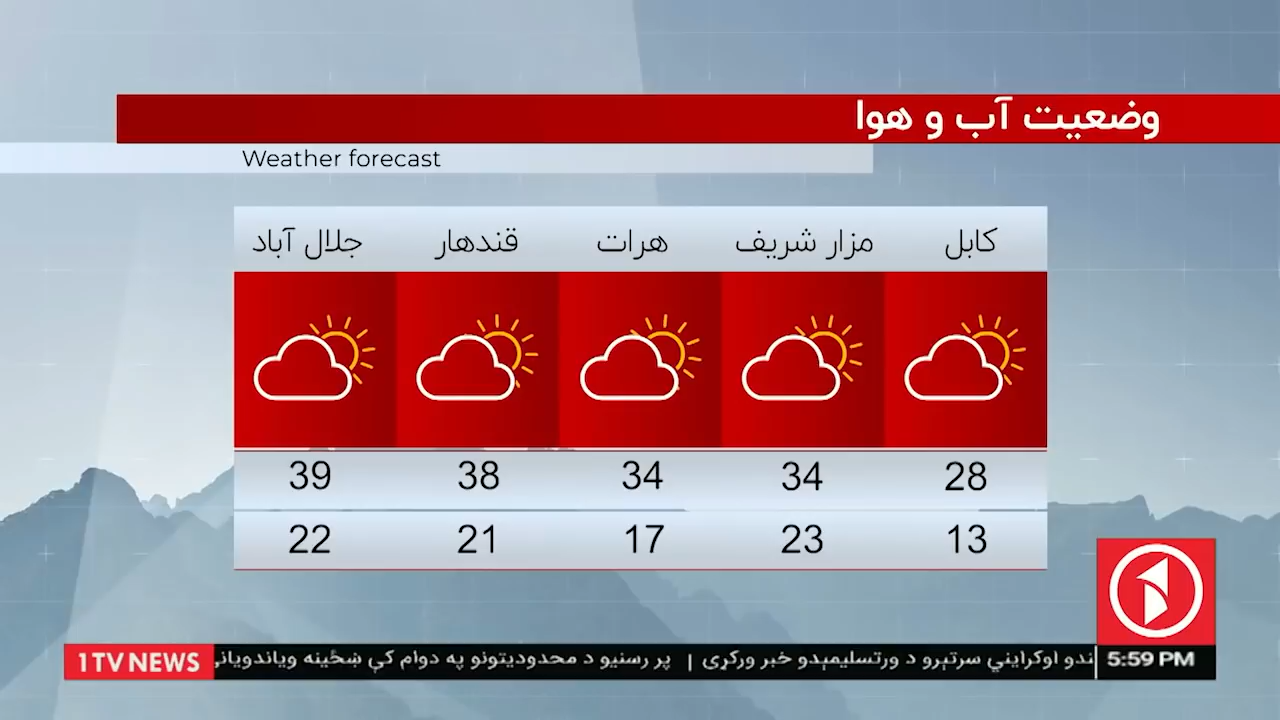 وضعیت آب و هوا
Weather forecast
کابل مزار شریف هرات قندهار جلال آباد
28 34 34 38 39
13 23 17 21 22
ندو اوکرایني سرتېرو د ورتسلیمېدو خبر ورکړی | پر رسنیو د محدودیتونو په دوام کې ښځینه ویاندویانې
5:59 PM
1TV NEWS